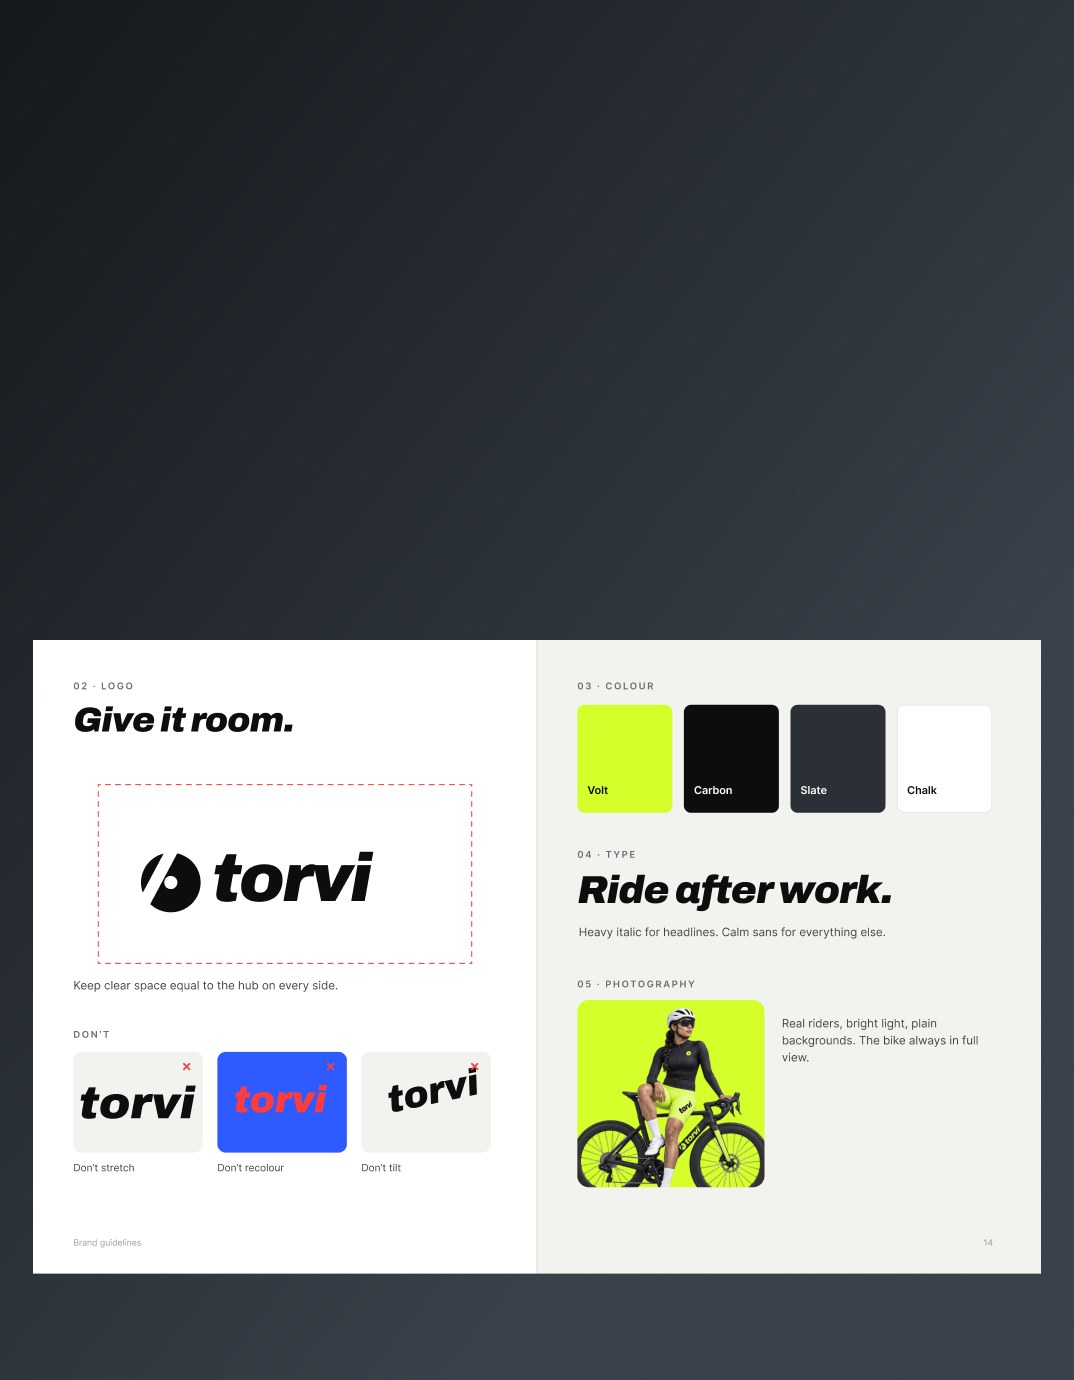 02 · LOGO
Give it room.
torvi
Keep clear space equal to the hub on every side.
DON'T
torvi
torvi
torvi
Don't stretch
Don't recolour
Don't tilt
Brand guidelines
03 · COLOUR
Volt
Carbon
Slate
Chalk
04 · TYPE
Ride after work.
Heavy italic for headlines. Calm sans for everything else.
05 · PHOTOGRAPHY
torvi
torvi
Real riders, bright light, plain
backgrounds. The bike always in full
view.
14